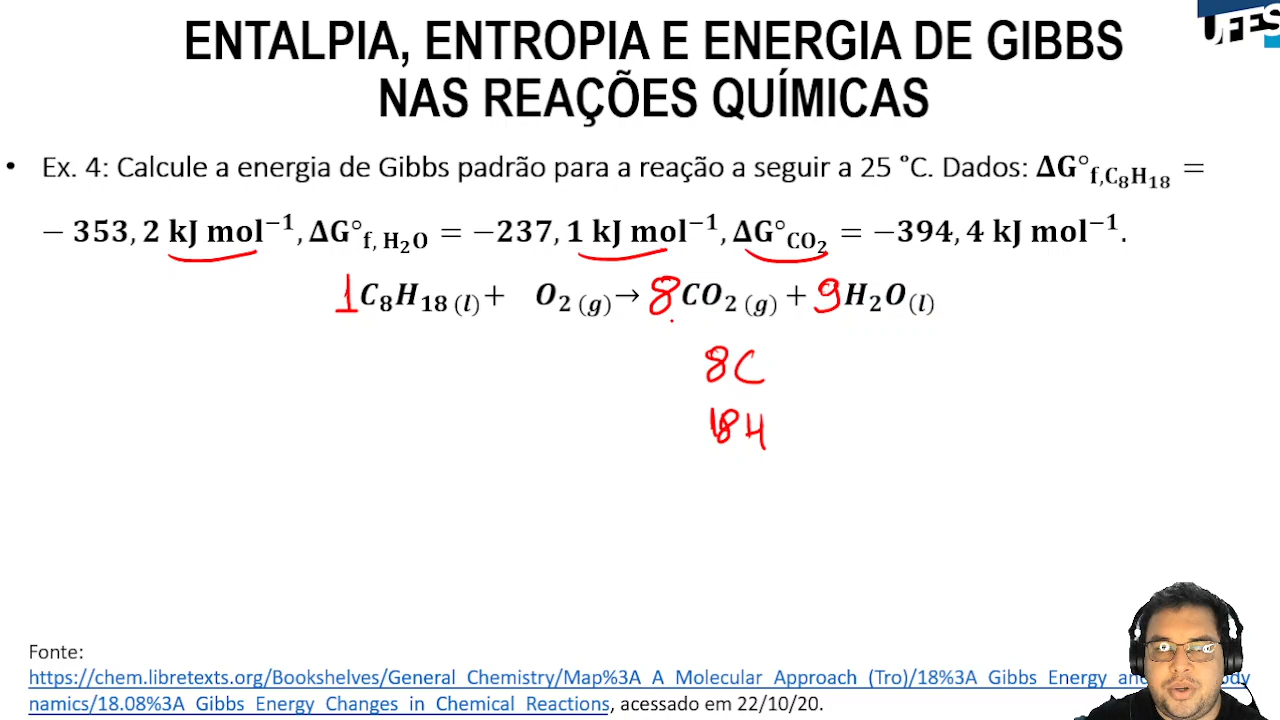 UFES
ENTALPIA, ENTROPIA E ENERGIA DE GIBBS
NAS REAÇÕES QUÍMICAS
• Ex. 4: Calcule a energia de Gibbs padrão para a reação a seguir a 25 °C. Dados: ΔG°f,C₈H₁₈ =
− 353,2 kJ mol⁻¹, ΔG°f, H₂O = −237,1 kJ mol⁻¹, ΔG°CO₂ = −394,4 kJ mol⁻¹.
1C₈H₁₈ (l) + O₂ (g) → 8CO₂ (g) + 9H₂O(l)
8C
18H
Fonte:
https://chem.libretexts.org/Bookshelves/General_Chemistry/Map%3A_A_Molecular_Approach_(Tro)/18%3A_Gibbs_Energy_an ody
namics/18.08%3A_Gibbs_Energy_Changes_in_Chemical_Reactions, acessado em 22/10/20.